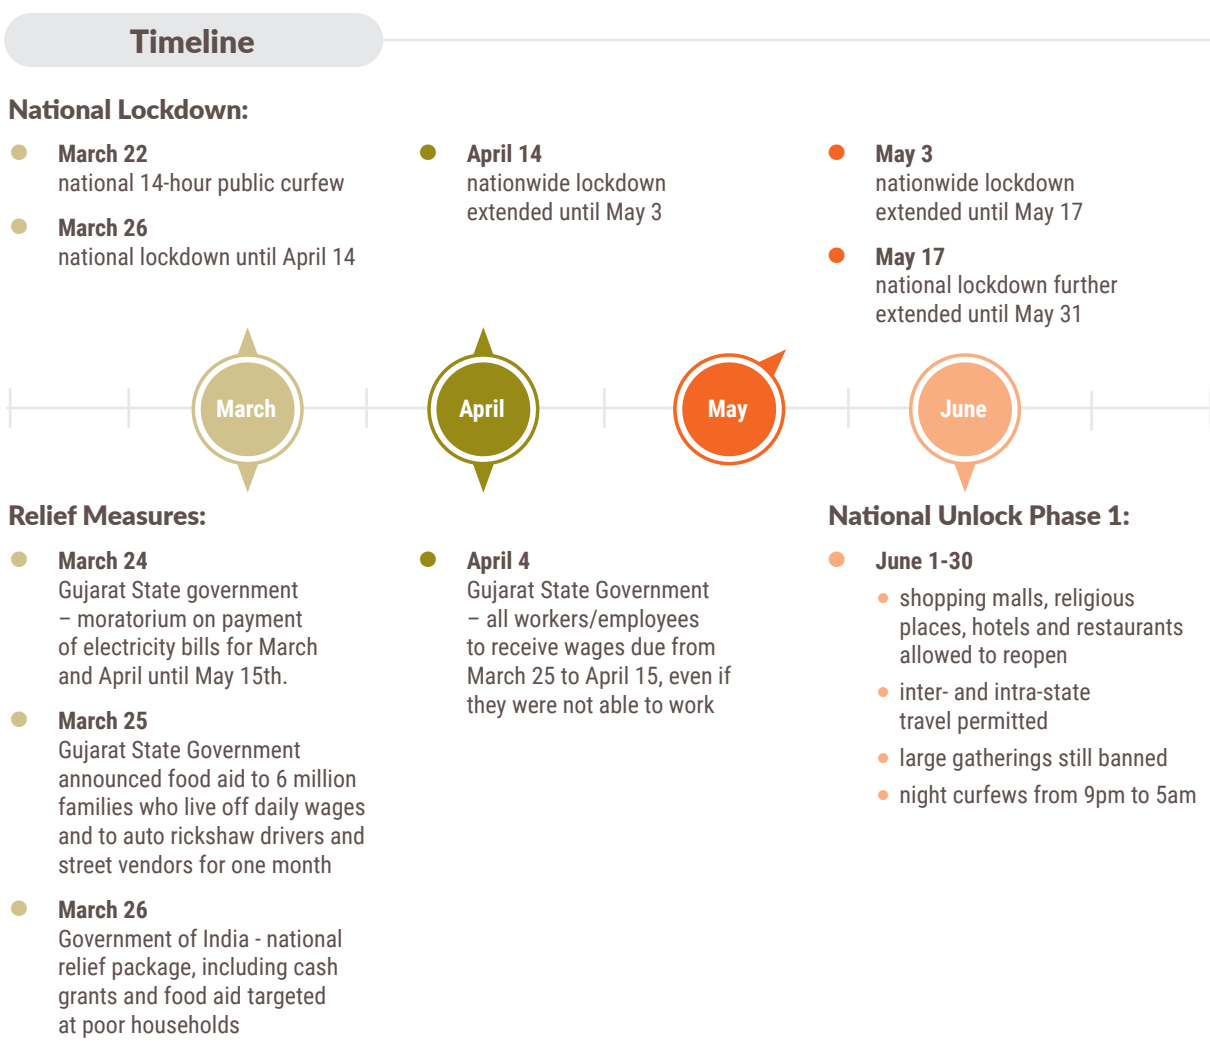 Timeline
National Lockdown:
March 22
national 14-hour public curfew
March 26
national lockdown until April 14
April 14
nationwide lockdown
extended until May 3
May 3
nationwide lockdown
extended until May 17
May 17
national lockdown further
extended until May 31
March
April
May
June
Relief Measures:
March 24
Gujarat State government
– moratorium on payment
of electricity bills for March
and April until May 15th.
March 25
Gujarat State Government
announced food aid to 6 million
families who live off daily wages
and to auto rickshaw drivers and
street vendors for one month
March 26
Government of India - national
relief package, including cash
grants and food aid targeted
at poor households
April 4
Gujarat State Government
– all workers/employees
to receive wages due from
March 25 to April 15, even if
they were not able to work
National Unlock Phase 1:
June 1-30
shopping malls, religious
places, hotels and restaurants
allowed to reopen
inter- and intra-state
travel permitted
large gatherings still banned
night curfews from 9pm to 5am